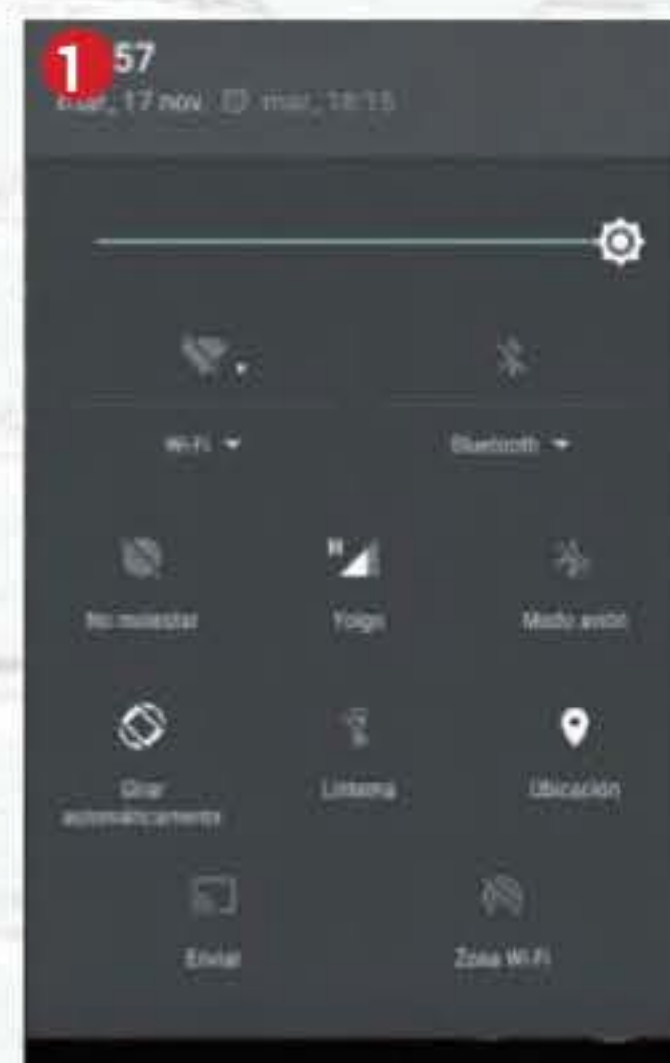 1
57
mar, 17 nov mar, 18:15
Wi-Fi
Bluetooth
No molestar
H
Yoigo
Modo avión
Girar
automáticamente
Linterna
Ubicación
Enviar
Zona Wi-Fi